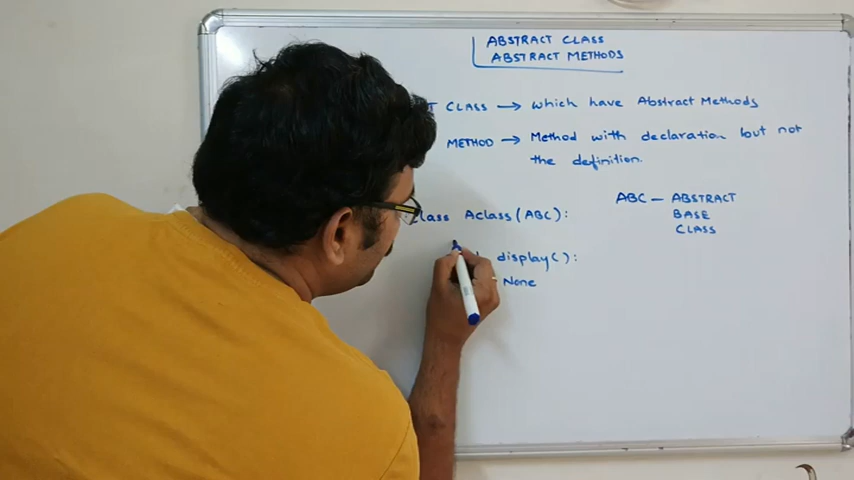 ABSTRACT CLASS
ABSTRACT METHODS
CLASS → which have Abstract Methods
METHOD → Method with declaration but not
the definition.
ABC - ABSTRACT
BASE
CLASS
class Aclass(ABC):
display():
None